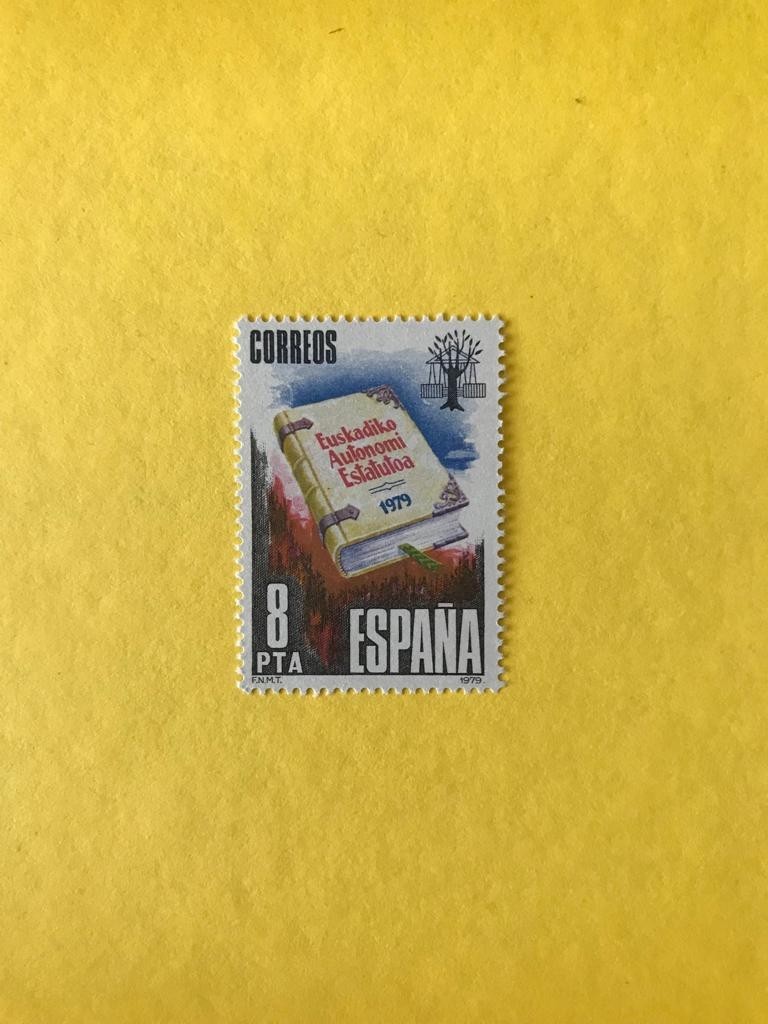 CORREOS
Euskadiko
Autonomi
Estatutoa
1979
8
PTA
ESPAÑA
F.N.M.T.
1979.